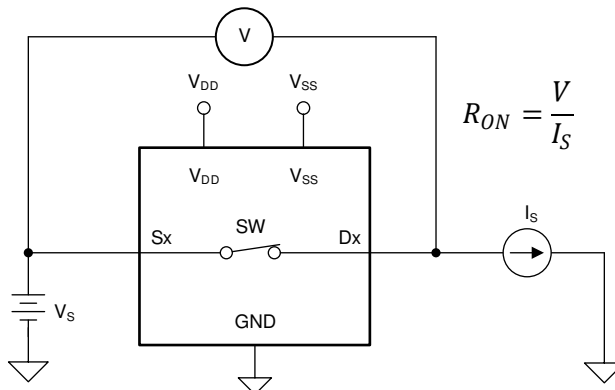 V
V_DD V_SS
R_ON = V/I_S
V_DD V_SS
SW
Sx Dx
I_S
V_S
GND